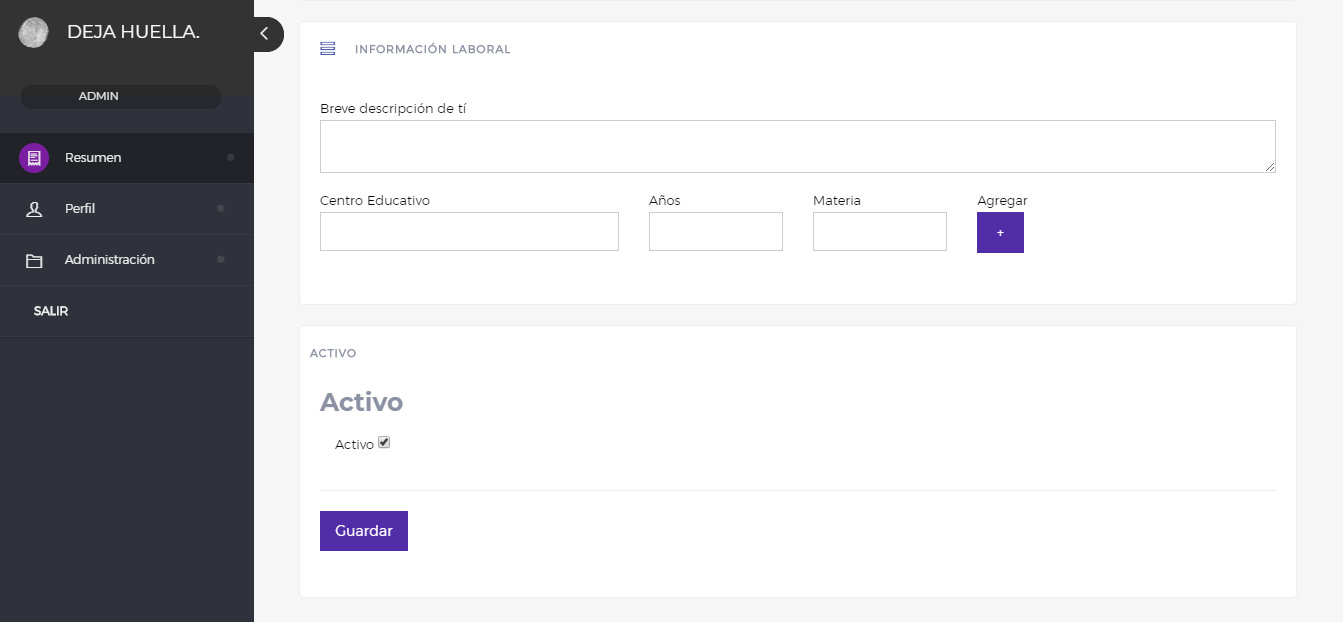 DEJA HUELLA.
ADMIN
Resumen
Perfil
Administración
SALIR
INFORMACIÓN LABORAL
Breve descripción de tí
Centro Educativo Años Materia Agregar
+
ACTIVO
Activo
Activo
Guardar